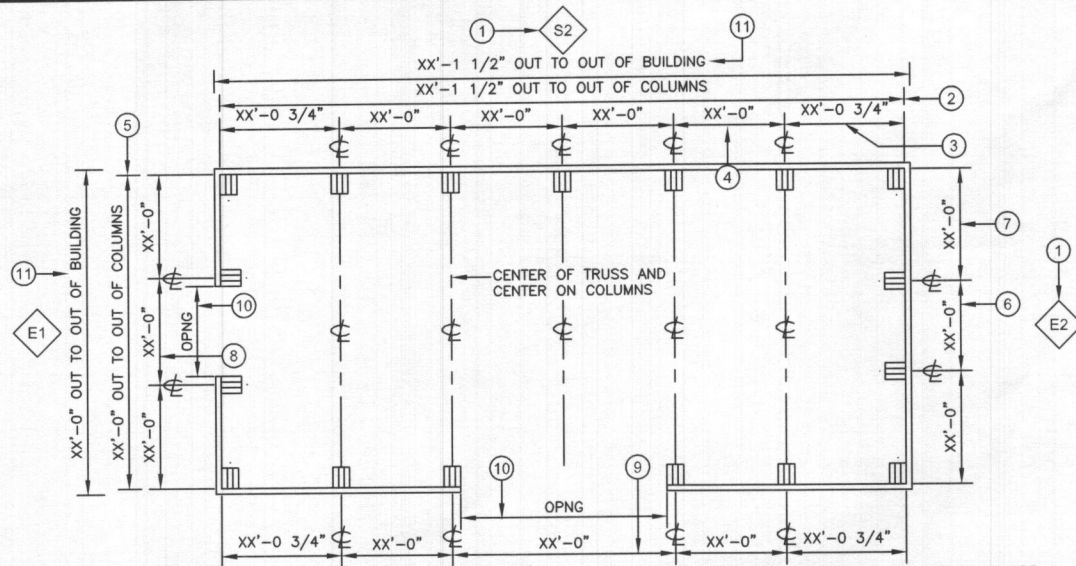 1 S2 11
XX'-1 1/2" OUT TO OUT OF BUILDING
XX'-1 1/2" OUT TO OUT OF COLUMNS
2
XX'-0 3/4" XX'-0" XX'-0" XX'-0" XX'-0" XX'-0 3/4"
5
3
4
XX'-0" OUT TO OUT OF BUILDING
XX'-0" OUT TO OUT OF COLUMNS
XX'-0"
XX'-0"
XX'-0"
11
E1
10
OPNG
8
CENTER OF TRUSS AND
CENTER ON COLUMNS
7
XX'-0"
6
XX'-0"
XX'-0"
1
E2
10
9
OPNG
XX'-0 3/4" XX'-0" XX'-0" XX'-0" XX'-0 3/4"